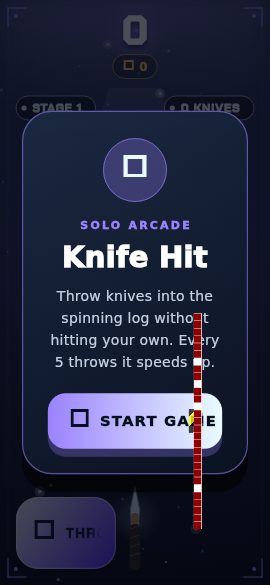 0
0
STAGE 1
0 KNIVES
SOLO ARCADE
Knife Hit
Throw knives into the
spinning log without
hitting your own. Every
5 throws it speeds up.
START GAME